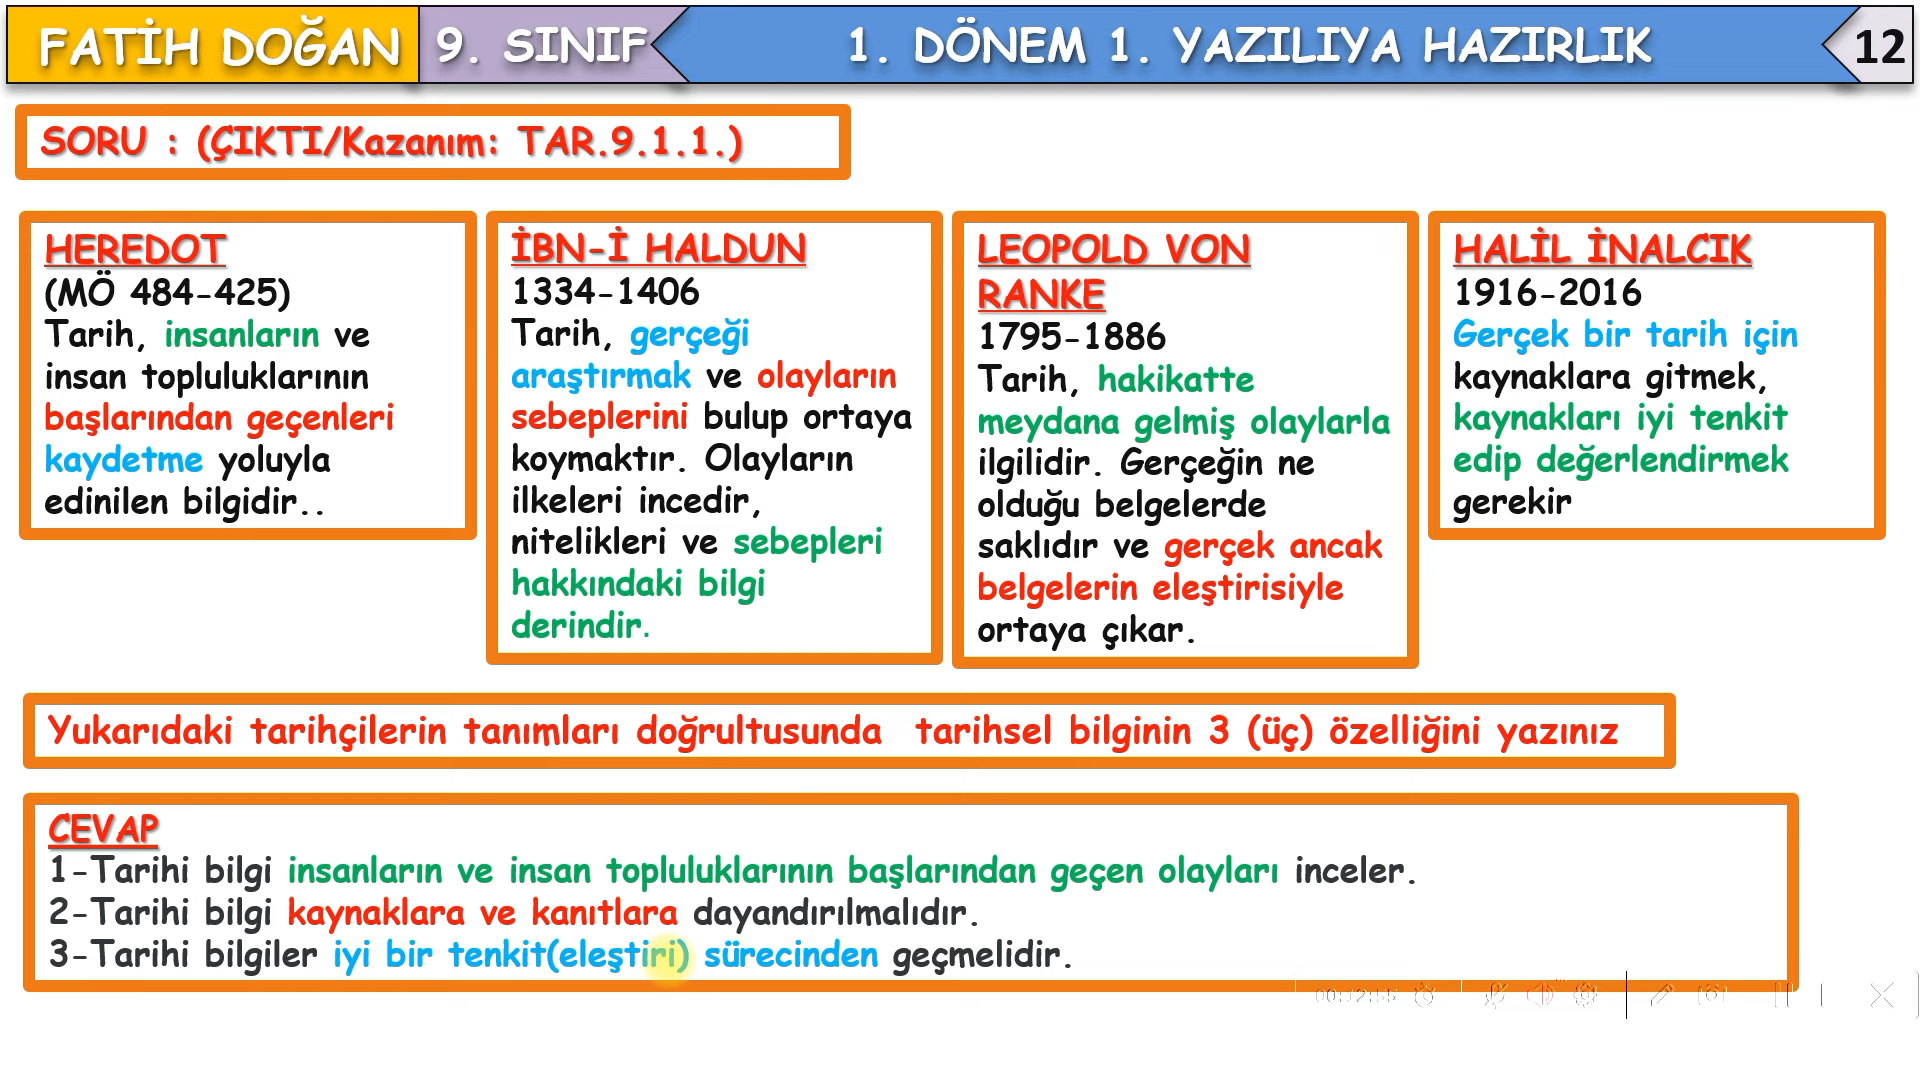 FATİH DOĞAN
9. SINIF
1. DÖNEM 1. YAZILIYA HAZIRLIK
12
SORU : (ÇIKTI/Kazanım: TAR.9.1.1.)
HEREDOT
(MÖ 484-425)
Tarih, insanların ve
insan topluluklarının
başlarından geçenleri
kaydetme yoluyla
edinilen bilgidir..
İBN-İ HALDUN
1334-1406
Tarih, gerçeği
araştırmak ve olayların
sebeplerini bulup ortaya
koymaktır. Olayların
ilkeleri incedir,
nitelikleri ve sebepleri
hakkındaki bilgi
derindir.
LEOPOLD VON
RANKE
1795-1886
Tarih, hakikatte
meydana gelmiş olaylarla
ilgilidir. Gerçeğin ne
olduğu belgelerde
saklıdır ve gerçek ancak
belgelerin eleştirisiyle
ortaya çıkar.
HALİL İNALCIK
1916-2016
Gerçek bir tarih için
kaynaklara gitmek,
kaynakları iyi tenkit
edip değerlendirmek
gerekir
Yukarıdaki tarihçilerin tanımları doğrultusunda tarihsel bilginin 3 (üç) özelliğini yazınız
CEVAP
1-Tarihi bilgi insanların ve insan topluluklarının başlarından geçen olayları inceler.
2-Tarihi bilgi kaynaklara ve kanıtlara dayandırılmalıdır.
3-Tarihi bilgiler iyi bir tenkit(eleştiri) sürecinden geçmelidir.
00:12:55